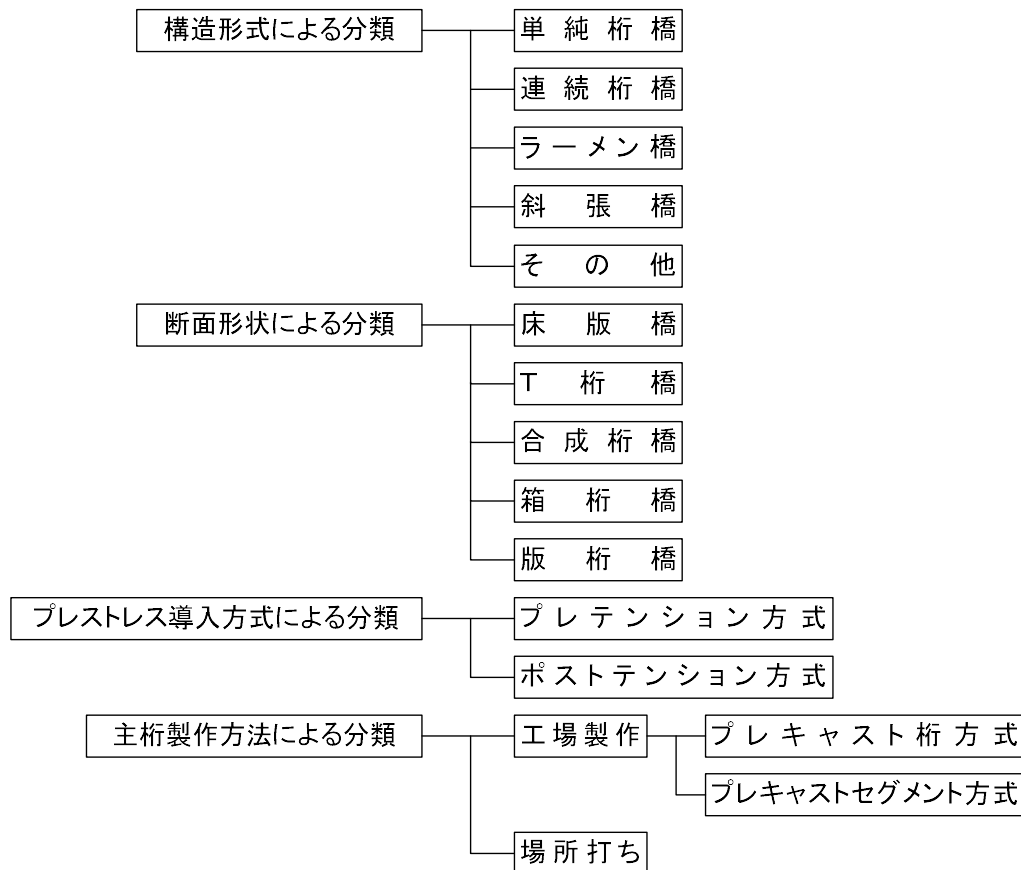 構造形式による分類
単純桁橋
連続桁橋
ラーメン橋
斜張橋
その他
断面形状による分類
床版橋
T桁橋
合成桁橋
箱桁橋
版桁橋
プレストレス導入方式による分類
プレテンション方式
ポストテンション方式
主桁製作方法による分類
工場製作
プレキャスト桁方式
プレキャストセグメント方式
場所打ち